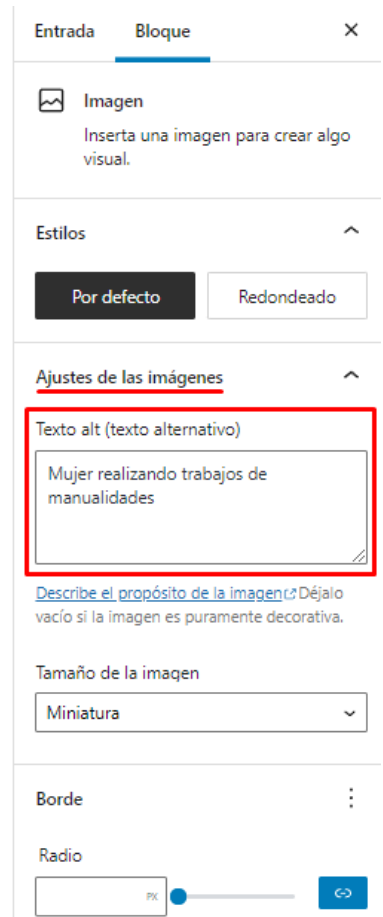 Entrada Bloque
Imagen
Inserta una imagen para crear algo
visual.
Estilos
Por defecto Redondeado
Ajustes de las imágenes
Texto alt (texto alternativo)
Mujer realizando trabajos de
manualidades
Describe el propósito de la imagen Déjalo
vacío si la imagen es puramente decorativa.
Tamaño de la imagen
Miniatura
Borde
Radio
PX